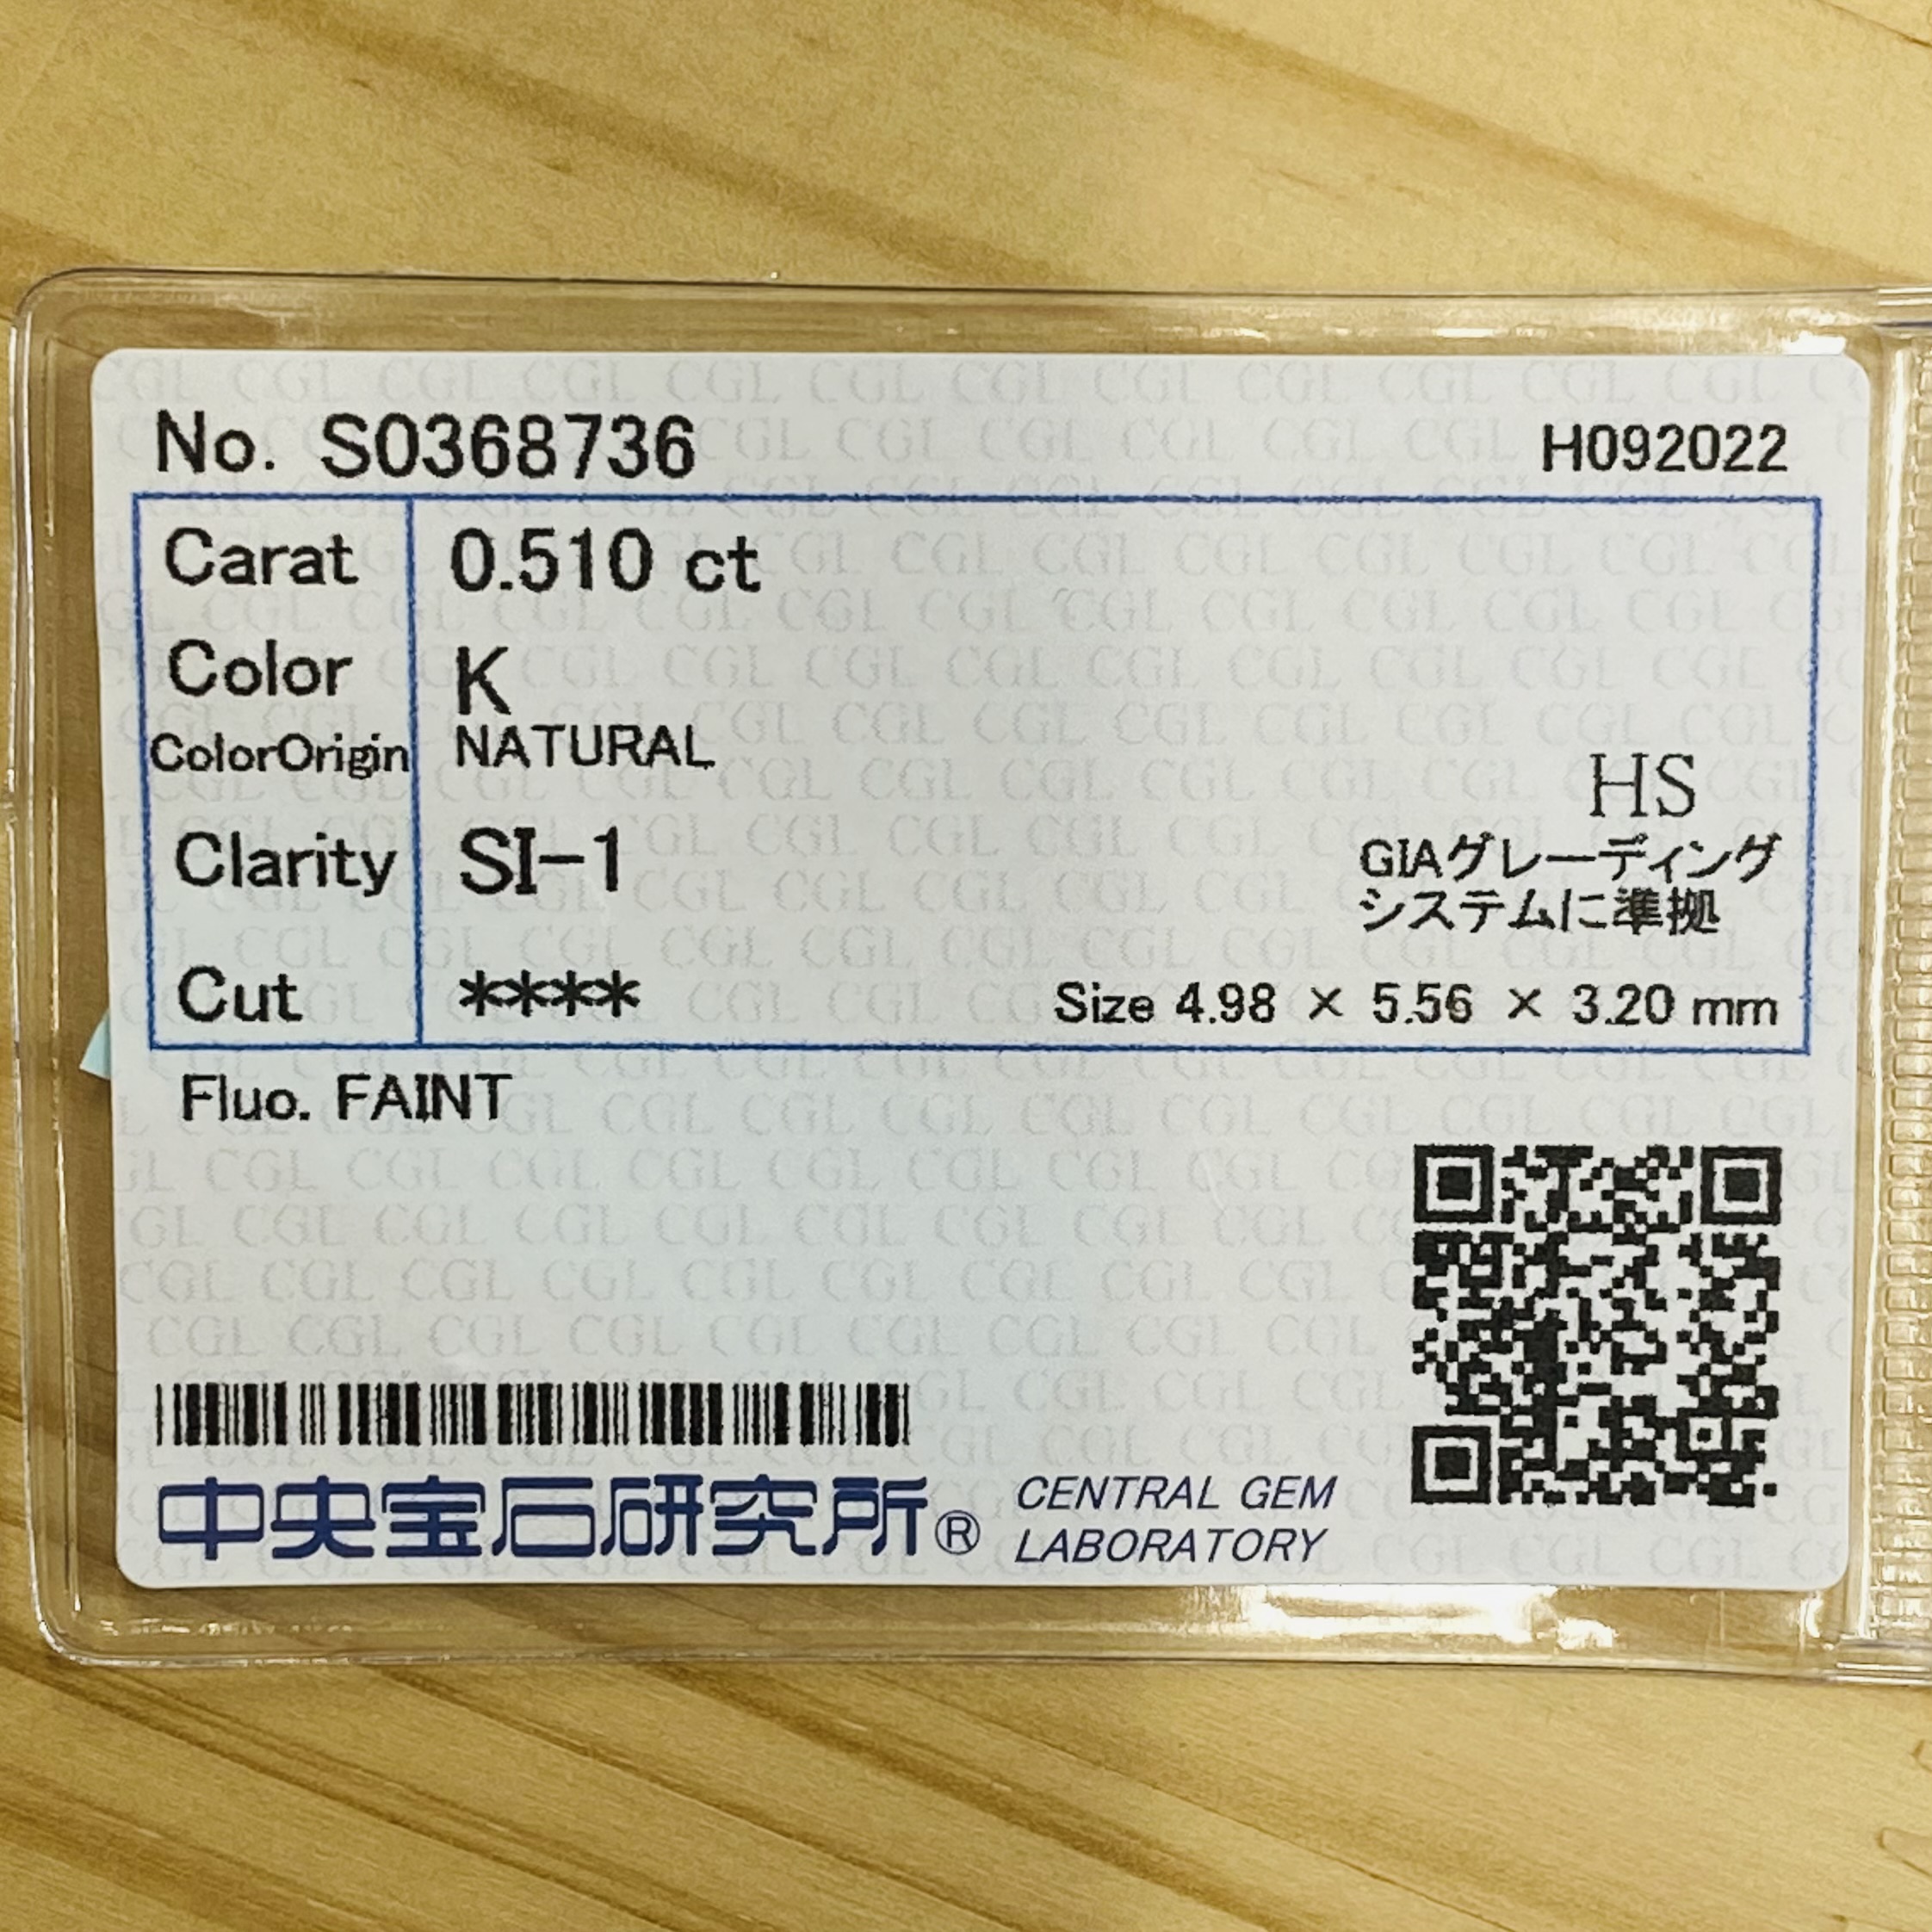 No. S0368736
H092022
Carat 0.510 ct
Color K
ColorOrigin NATURAL
HS
Clarity SI-1
GIAグレーディング
システムに準拠
Cut ****
Size 4.98 × 5.56 × 3.20 mm
Fluo. FAINT
中央宝石研究所®
CENTRAL GEM
LABORATORY